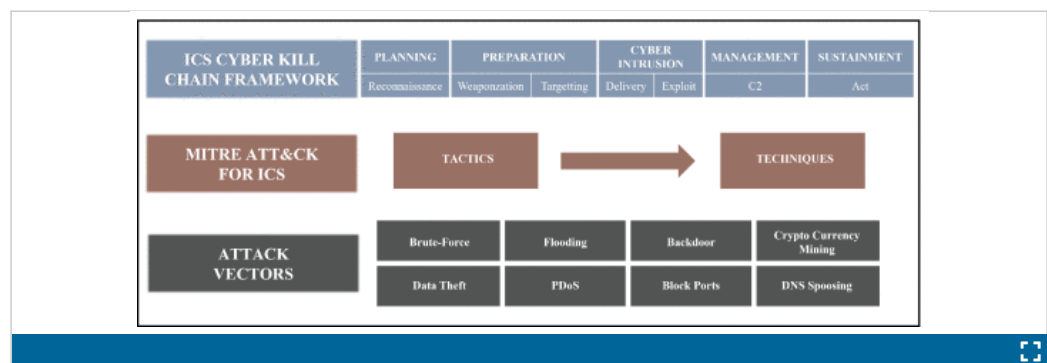 ICS CYBER KILL
CHAIN FRAMEWORK
PLANNING
PREPARATION
CYBER
INTRUSION
MANAGEMENT
SUSTAINMENT
Reconnaissance
Weaponzation
Targetting
Delivery
Exploit
C2
Act
MITRE ATT&CK
FOR ICS
TACTICS
TECHNIQUES
ATTACK
VECTORS
Brute-Force
Flooding
Backdoor
Crypto Currency
Mining
Data Theft
PDoS
Block Ports
DNS Spoosing